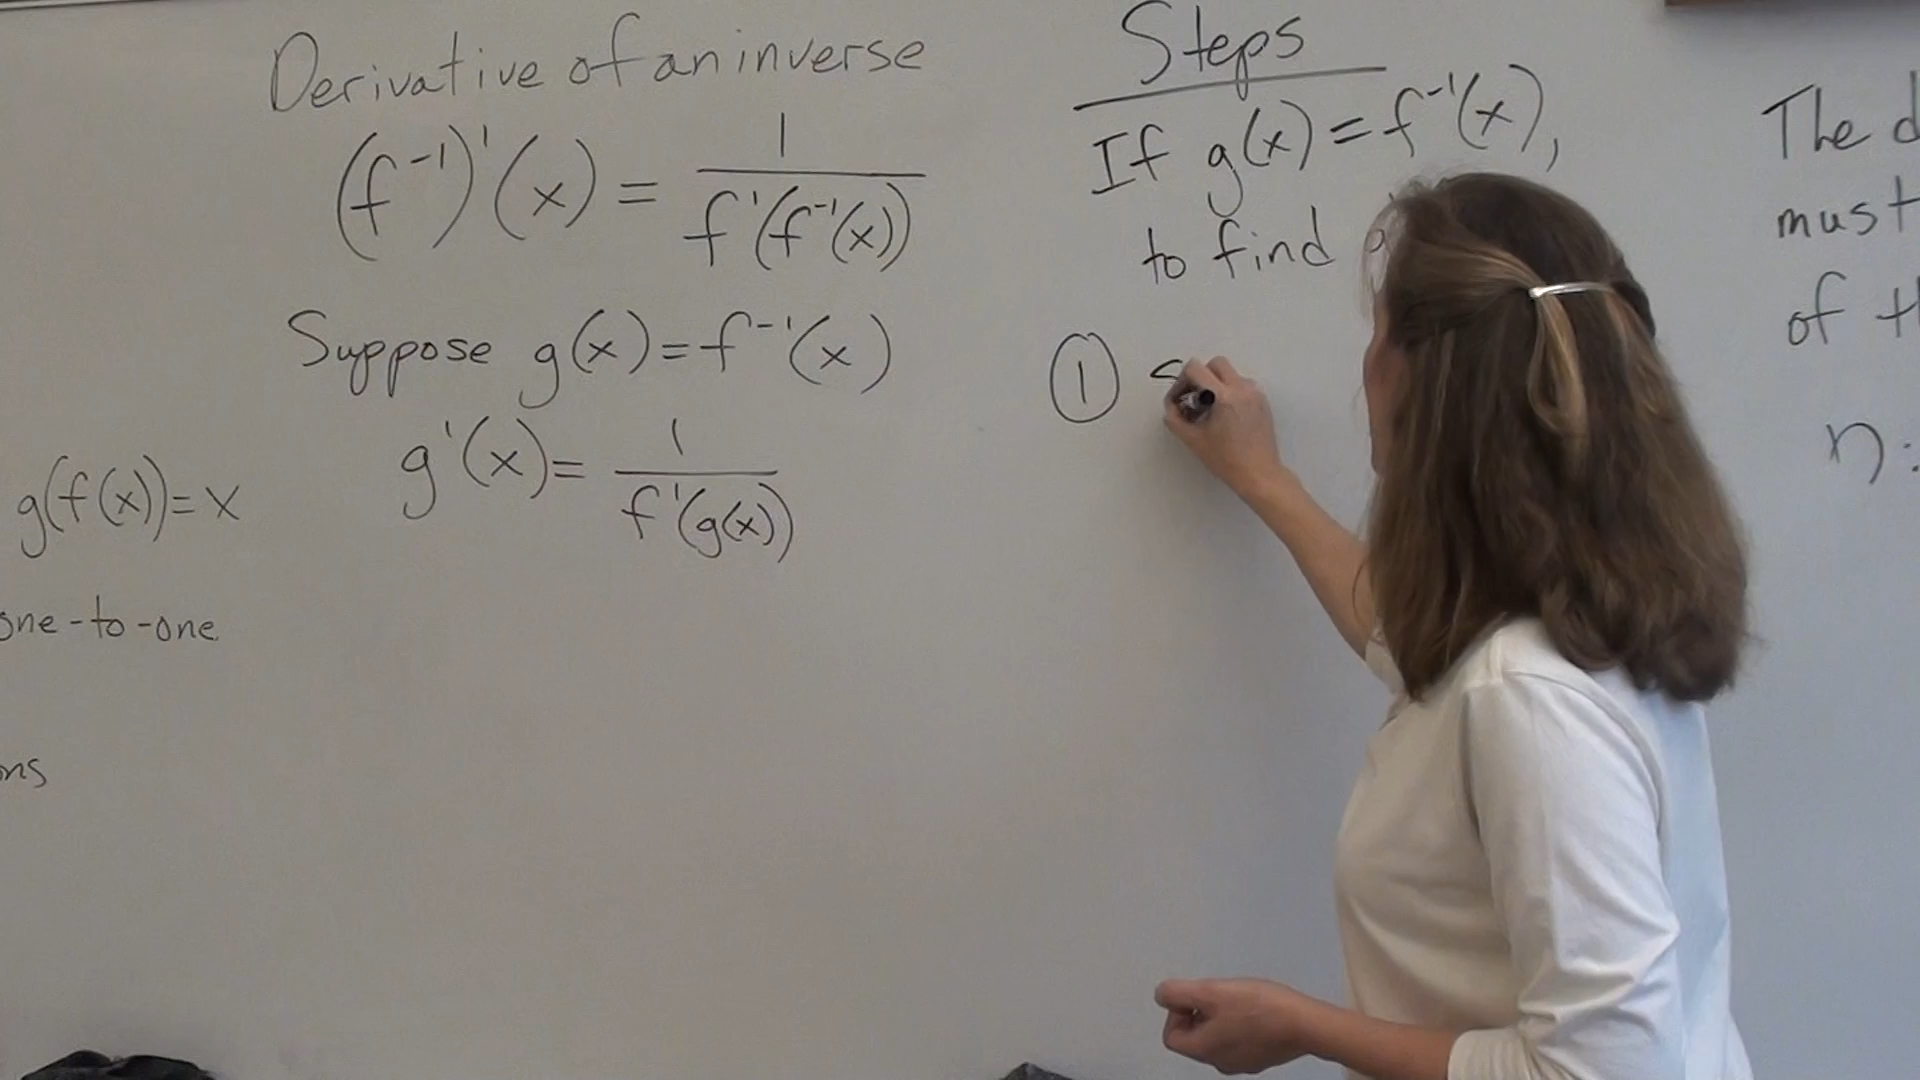 Derivative of an inverse
(f⁻¹)'(x) = 1 / f'(f⁻¹(x))
Suppose g(x) = f⁻¹(x)
g'(x) = 1 / f'(g(x))
g(f(x)) = x
one-to-one
Steps
If g(x) = f⁻¹(x),
to find
①
The
must
of
n: